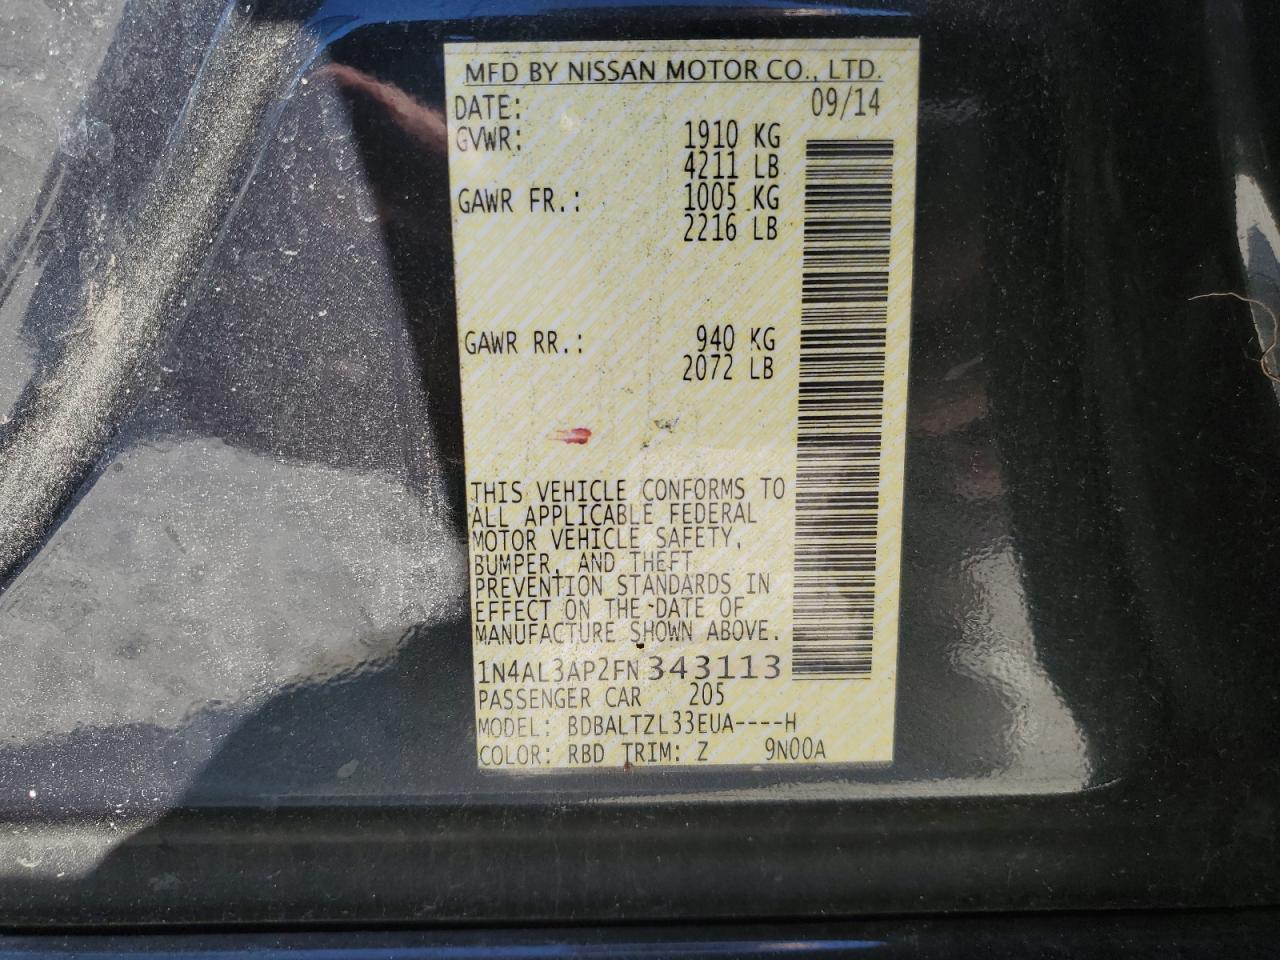 MFD BY NISSAN MOTOR CO., LTD.
DATE: 09/14
GVWR: 1910 KG
4211 LB
GAWR FR.: 1005 KG
2216 LB
GAWR RR.: 940 KG
2072 LB
THIS VEHICLE CONFORMS TO
ALL APPLICABLE FEDERAL
MOTOR VEHICLE SAFETY,
BUMPER, AND THEFT
PREVENTION STANDARDS IN
EFFECT ON THE DATE OF
MANUFACTURE SHOWN ABOVE.
1N4AL3AP2FN343113
PASSENGER CAR 205
MODEL: BDBALTZL33EUA----H
COLOR: RBD TRIM: Z 9N00A